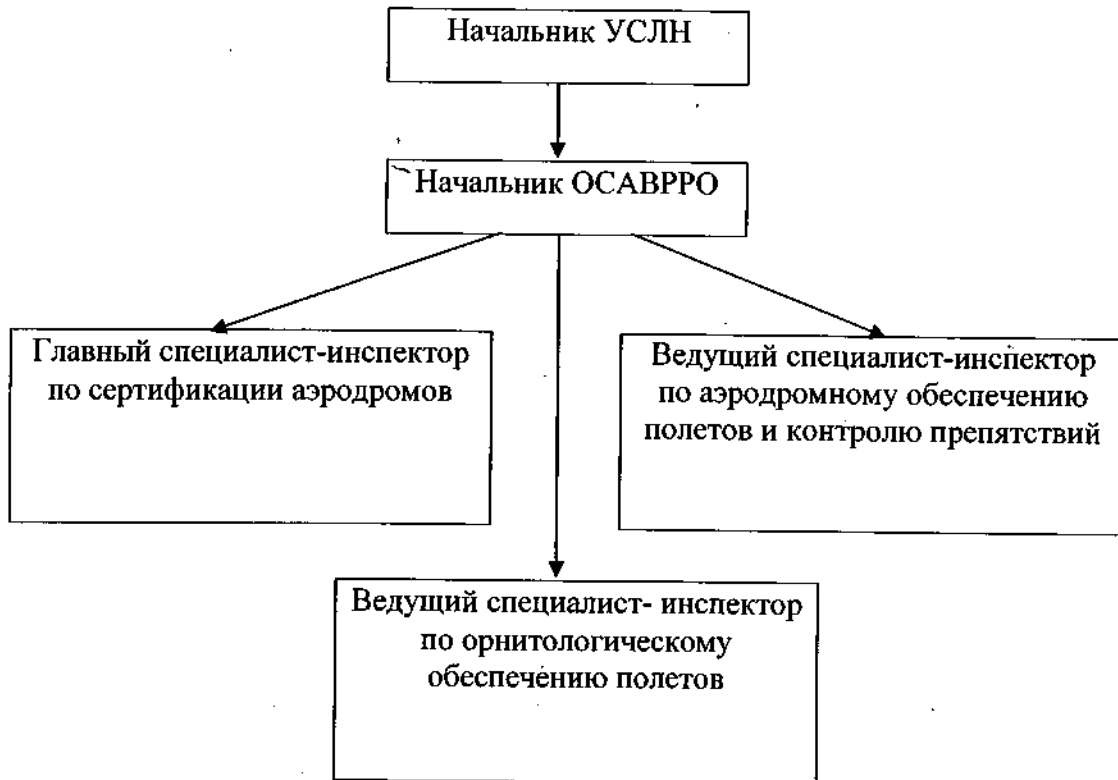 Начальник УСЛН
Начальник ОСАВРРО
Главный специалист-инспектор
по сертификации аэродромов
Ведущий специалист-инспектор
по аэродромному обеспечению
полетов и контролю препятствий
Ведущий специалист- инспектор
по орнитологическому
обеспечению полетов